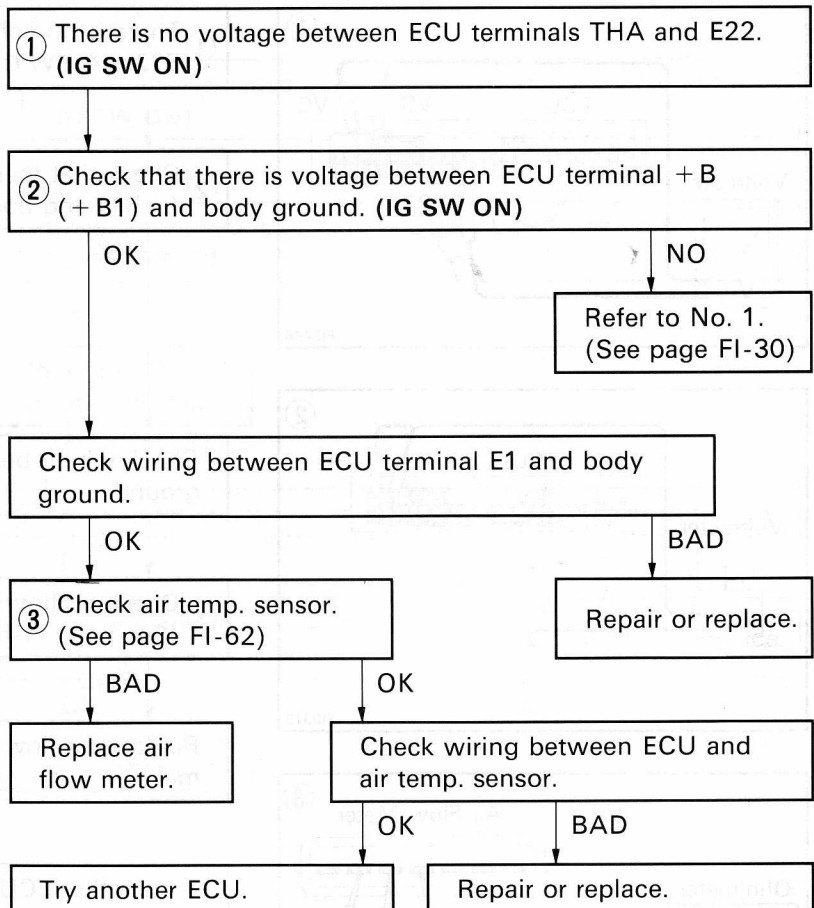 ① There is no voltage between ECU terminals THA and E22.
(IG SW ON)
② Check that there is voltage between ECU terminal +B
(+B1) and body ground. (IG SW ON)
OK
NO
Refer to No. 1.
(See page FI-30)
Check wiring between ECU terminal E1 and body
ground.
OK
BAD
③ Check air temp. sensor.
(See page FI-62)
Repair or replace.
BAD
OK
Replace air
flow meter.
Check wiring between ECU and
air temp. sensor.
OK
BAD
Try another ECU.
Repair or replace.